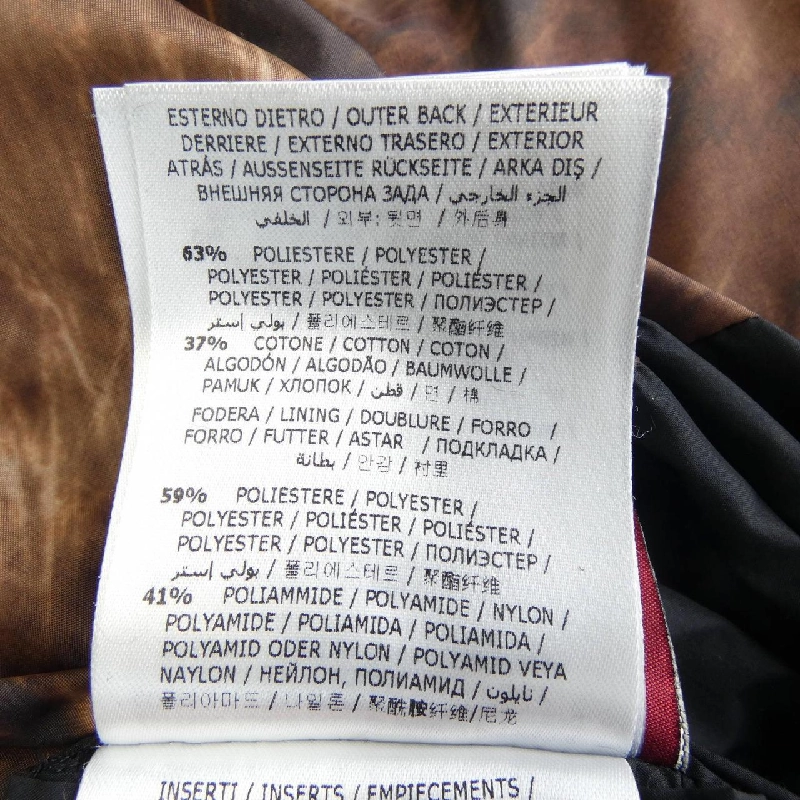 ESTERNO DIETRO / OUTER BACK / EXTERIEUR
DERRIERE / EXTERNO TRASERO / EXTERIOR
ATRÁS / AUSSENSEITE RÜCKSEITE / ARKA DIŞ /
ВНЕШНЯЯ СТОРОНА ЗАДА / الجزء الخارجي
الخلفي / 외부: 뒷면 / 外后身
63% POLIESTERE / POLYESTER /
POLYESTER / POLIÉSTER / POLIÉSTER /
POLYESTER / POLYESTER / ПОЛИЭСТЕР /
بولي إستر / 폴리에스테르 / 聚酯纤维
37% COTONE / COTTON / COTON /
ALGODÓN / ALGODÃO / BAUMWOLLE /
PAMUK / ХЛОПОК / قطن / 면 / 棉
FODERA / LINING / DOUBLURE / FORRO /
FORRO / FUTTER / ASTAR / ПОДКЛАДКА /
بطانة / 안감 / 村里
59% POLIESTERE / POLYESTER /
POLYESTER / POLIÉSTER / POLIÉSTER /
POLYESTER / POLYESTER / ПОЛИЭСТЕР /
بولي إستر / 폴리에스테르 / 聚酯纤维
41% POLIAMMIDE / POLYAMIDE / NYLON /
POLYAMIDE / POLIAMIDA / POLIAMIDA /
POLYAMID ODER NYLON / POLYAMID VEYA
NAYLON / НЕЙЛОН, ПОЛИАМИД / نايلون /
폴리아마드 / 나일론 / 聚酰胺纤维/尼龙
INSERTI / INSERTS / EMPIECEMENTS /